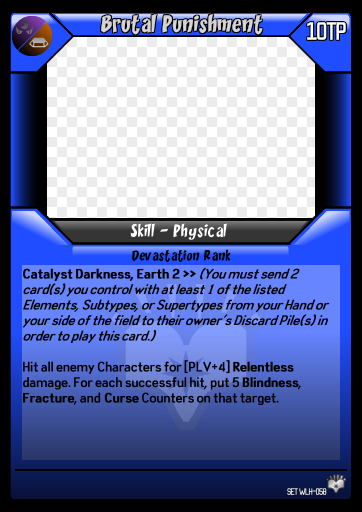 Brutal Punishment
10TP
Skill - Physical
Devastation Rank
Catalyst Darkness, Earth 2 >> (You must send 2
card(s) you control with at least 1 of the listed
Elements, Subtypes, or Supertypes from your Hand or
your side of the field to their owner's Discard Pile(s) in
order to play this card.)
Hit all enemy Characters for [PLV+4] Relentless
damage. For each successful hit, put 5 Blindness,
Fracture, and Curse Counters on that target.
SET WLH-058